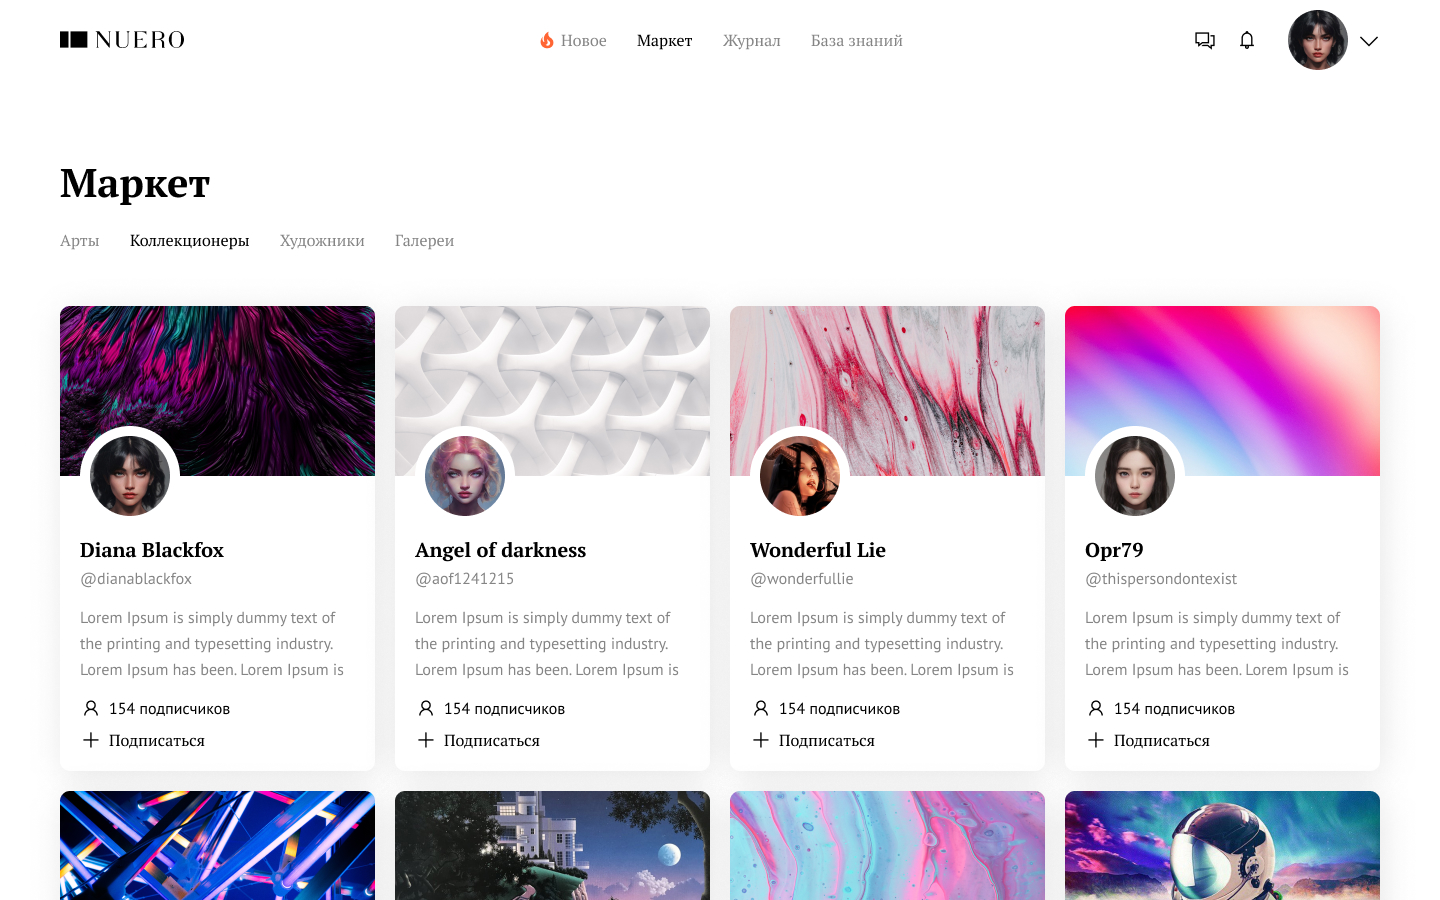 NUERO
Новое
Маркет
Журнал
База знаний
Маркет
Арты
Коллекционеры
Художники
Галереи
Diana Blackfox
@dianablackfox
Lorem Ipsum is simply dummy text of
the printing and typesetting industry.
Lorem Ipsum has been. Lorem Ipsum is
154 подписчиков
Подписаться
Angel of darkness
@aof1241215
Lorem Ipsum is simply dummy text of
the printing and typesetting industry.
Lorem Ipsum has been. Lorem Ipsum is
154 подписчиков
Подписаться
Wonderful Lie
@wonderfullie
Lorem Ipsum is simply dummy text of
the printing and typesetting industry.
Lorem Ipsum has been. Lorem Ipsum is
154 подписчиков
Подписаться
Opr79
@thispersondontexist
Lorem Ipsum is simply dummy text of
the printing and typesetting industry.
Lorem Ipsum has been. Lorem Ipsum is
154 подписчиков
Подписаться